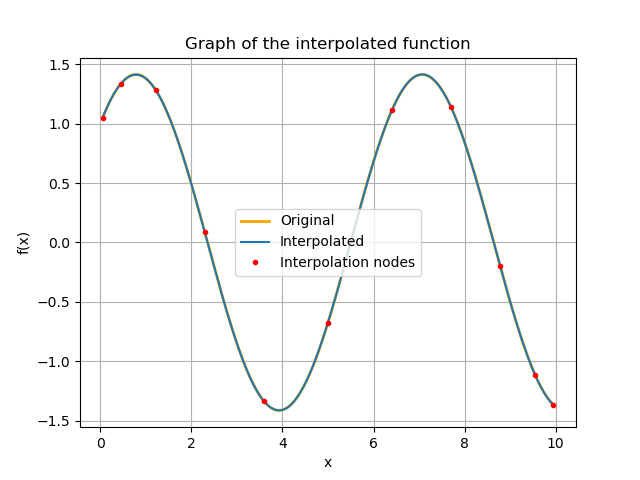 Graph of the interpolated function
1.5
1.0
0.5
0.0
−0.5
−1.0
−1.5
f(x)
Original
Interpolated
Interpolation nodes
0 2 4 6 8 10
x